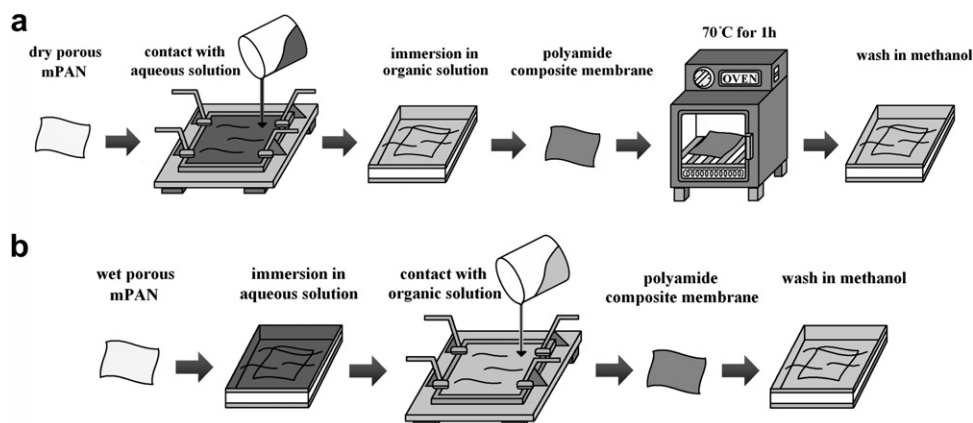 a
dry porous
mPAN
contact with
aqueous solution
immersion in
organic solution
polyamide
composite membrane
70°C for 1h
OVEN
wash in methanol
b
wet porous
mPAN
immersion in
aqueous solution
contact with
organic solution
polyamide
composite membrane
wash in methanol